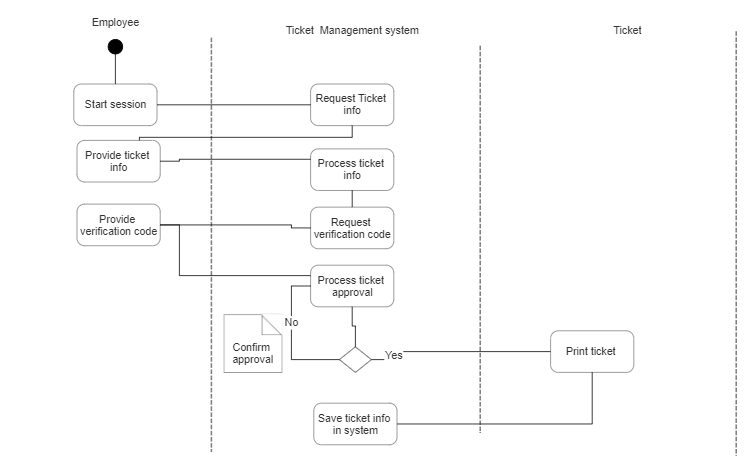 Employee
Ticket  Management system
Ticket
Start session
Request Ticket
info
Provide ticket
info
Process ticket
info
Provide
verification code
Request
verification code
Process ticket
approval
No
Confirm
approval
Yes
Print ticket
Save ticket info
in system